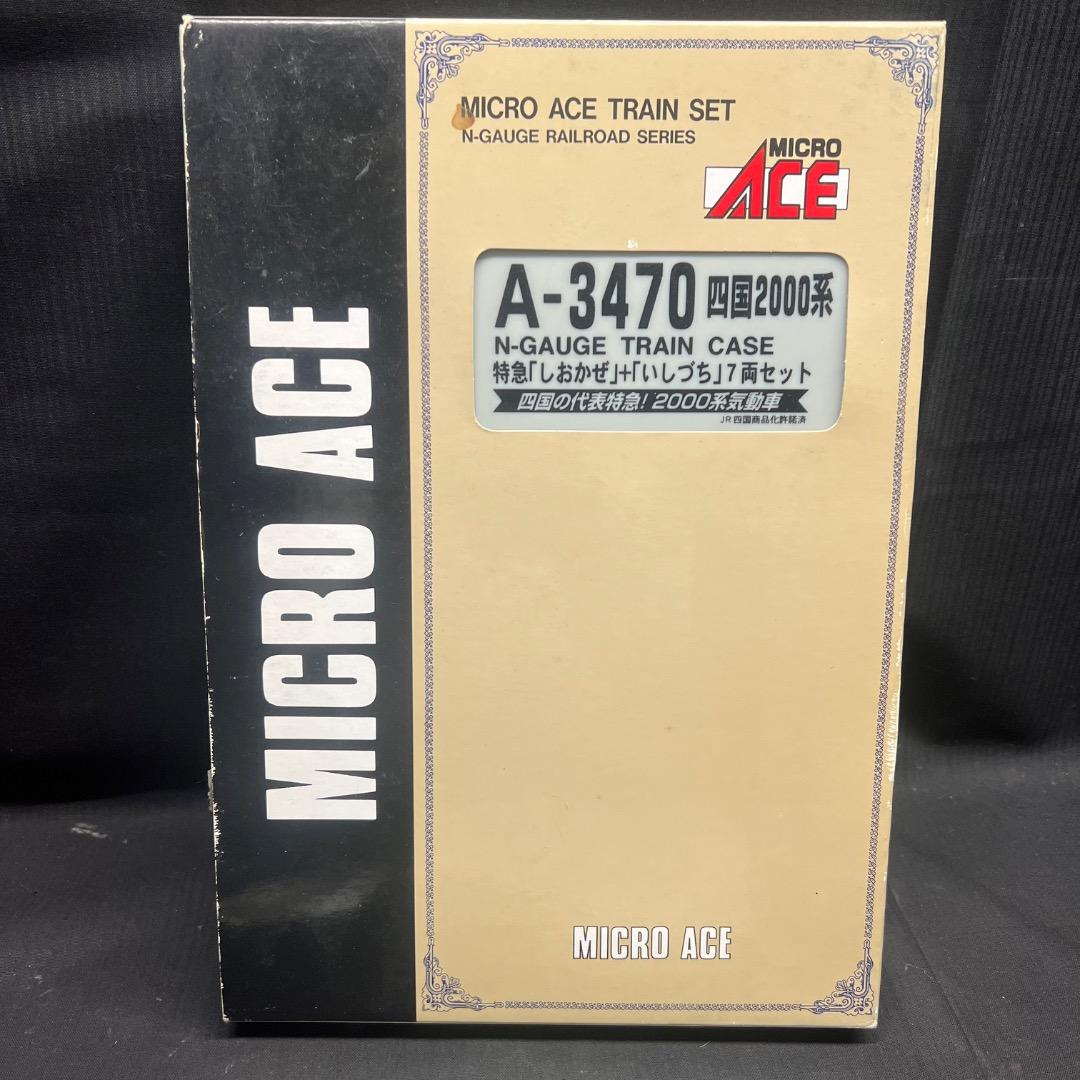 MICRO ACE
MICRO ACE TRAIN SET
N-GAUGE RAILROAD SERIES
MICRO
ACE
A-3470 四国2000系
N-GAUGE TRAIN CASE
特急「しおかぜ」+「いしづち」7両セット
四国の代表特急! 2000系気動車
JR四国商品化許諾済
MICRO ACE